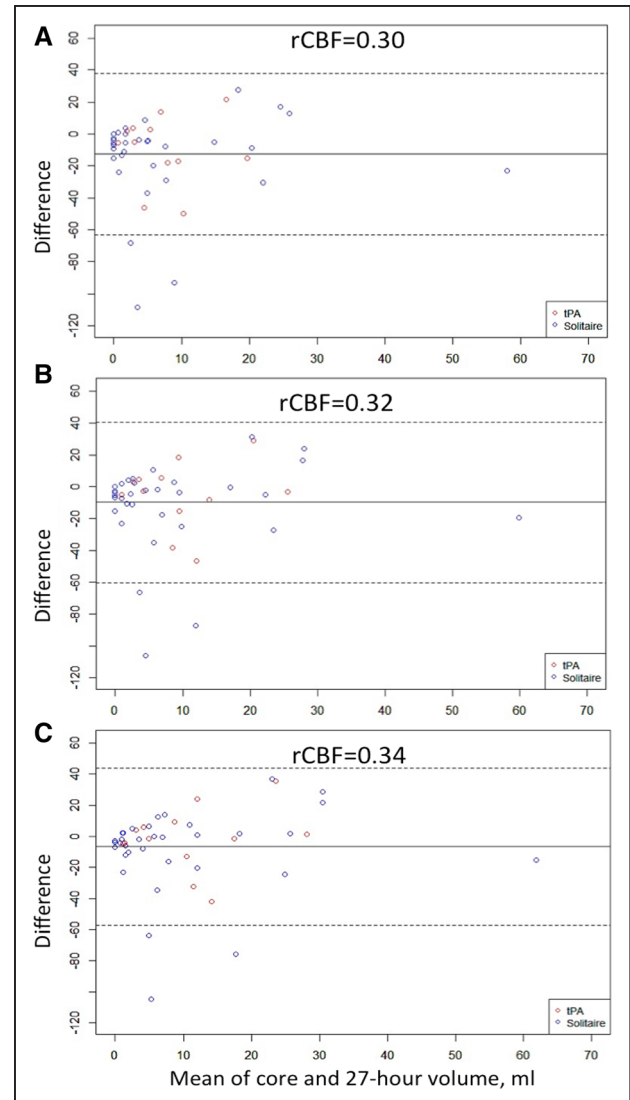 A
rCBF=0.30
Difference
60
40
20
0
-20
-40
-60
-80
-120
0 10 20 30 40 50 60 70
tPA
Solitaire
B
rCBF=0.32
Difference
60
40
20
0
-20
-40
-60
-80
-120
0 10 20 30 40 50 60 70
tPA
Solitaire
C
rCBF=0.34
Difference
60
40
20
0
-20
-40
-60
-80
-120
0 10 20 30 40 50 60 70
tPA
Solitaire
Mean of core and 27-hour volume, ml